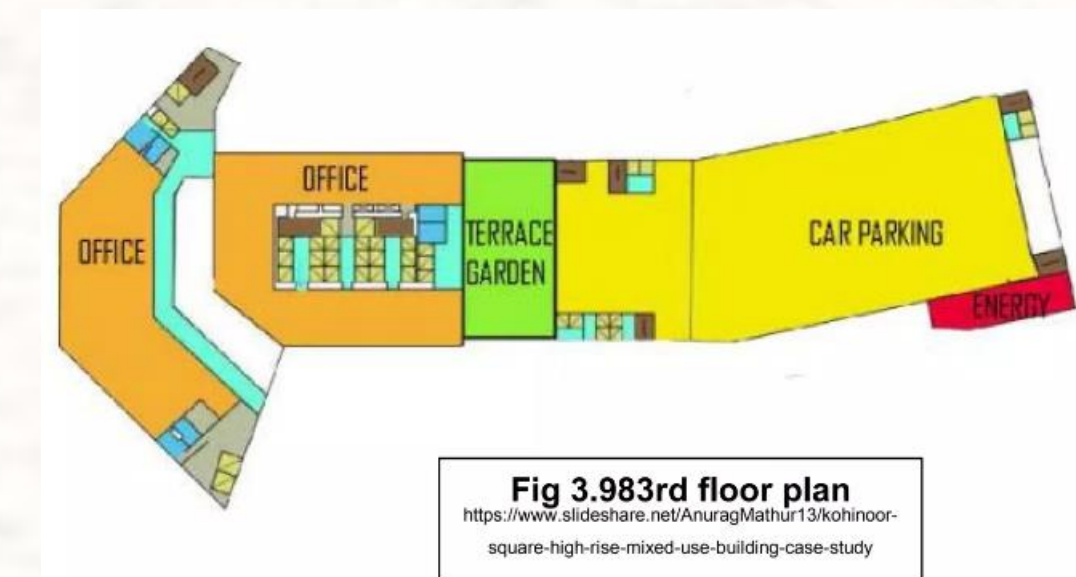 OFFICE
OFFICE
TERRACE
GARDEN
CAR PARKING
ENERGY
Fig 3.983rd floor plan
https://www.slideshare.net/AnuragMathur13/kohinoor-
square-high-rise-mixed-use-building-case-study